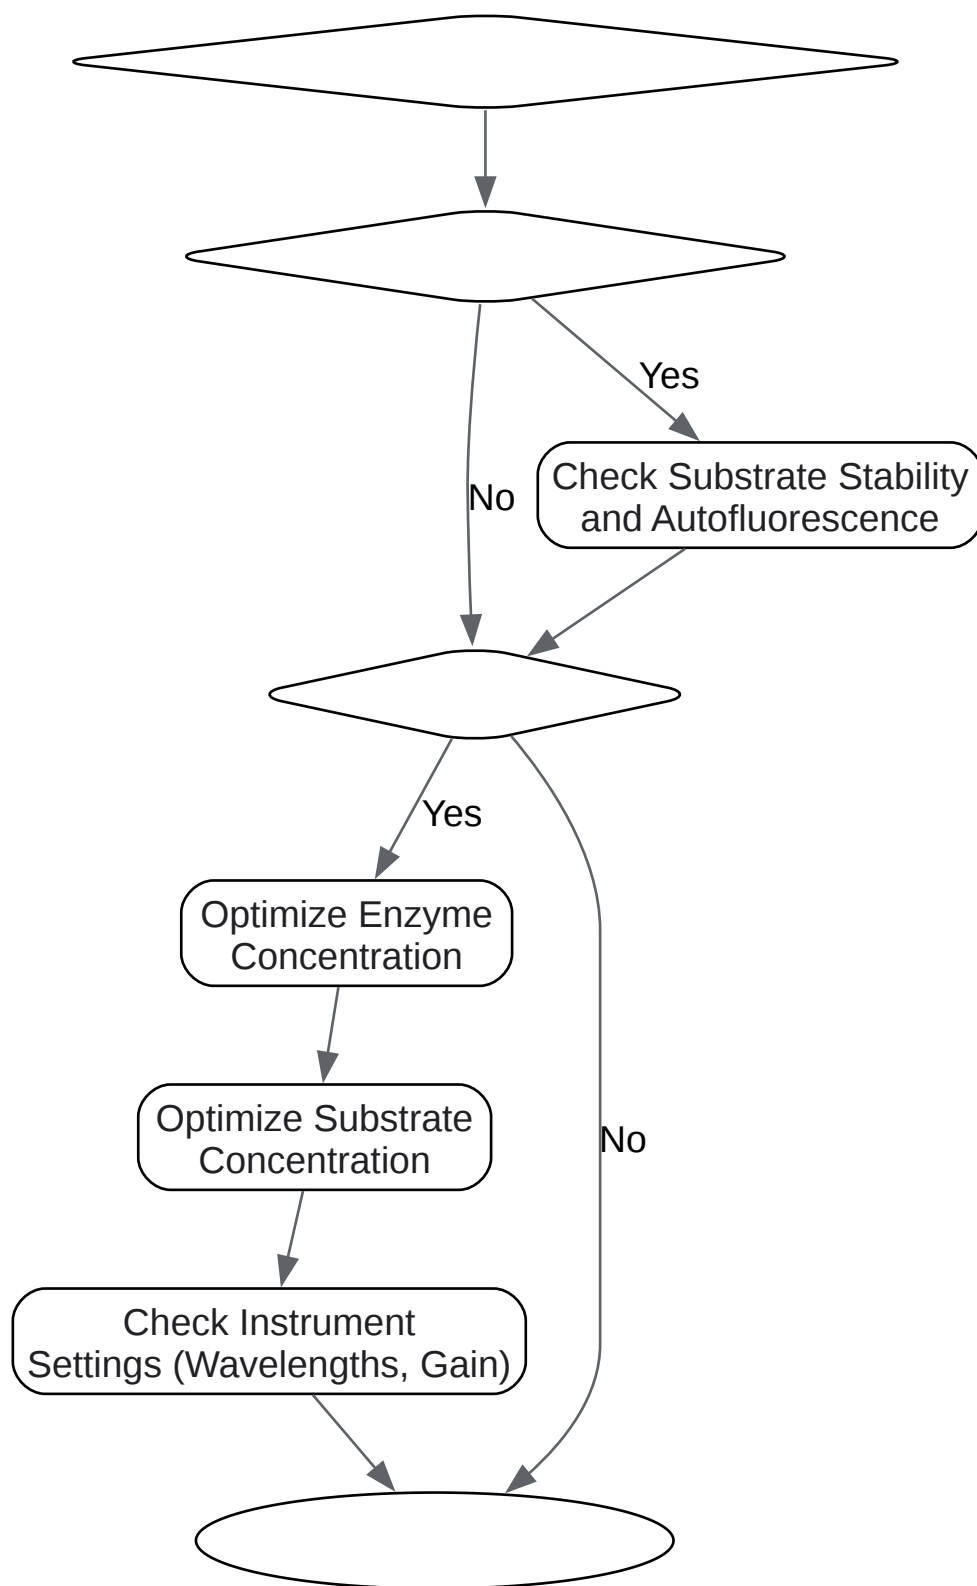 Yes
Check Substrate Stability
and Autofluorescence
No
Yes
Optimize Enzyme
Concentration
Optimize Substrate
Concentration
No
Check Instrument
Settings (Wavelengths, Gain)